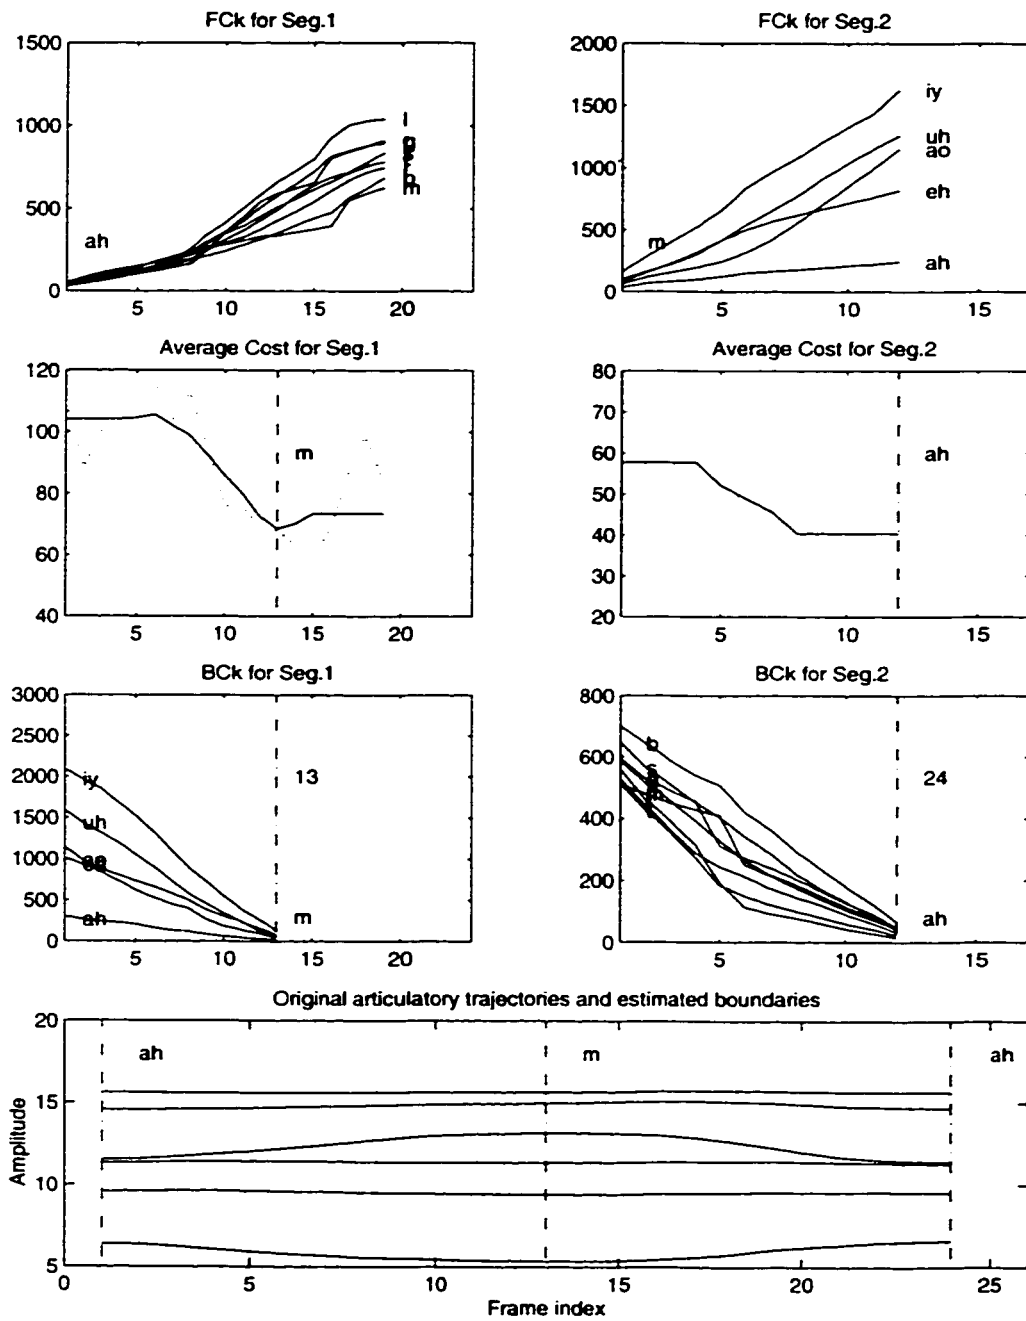 FCk for Seg.1
1500
1000
500
0
5
10
15
20
ah
l
m
FCk for Seg.2
2000
1500
1000
500
0
5
10
15
m
iy
uh
ao
eh
ah
Average Cost for Seg.1
120
100
80
60
40
5
10
15
20
m
Average Cost for Seg.2
80
70
60
50
40
30
20
5
10
15
ah
BCk for Seg.1
3000
2500
2000
1500
1000
500
0
5
10
15
20
iy
uh
ah
13
m
BCk for Seg.2
800
600
400
200
0
5
10
15
b
24
ah
Original articulatory trajectories and estimated boundaries
20
15
10
5
Amplitude
ah
m
ah
0
5
10
15
20
25
Frame index